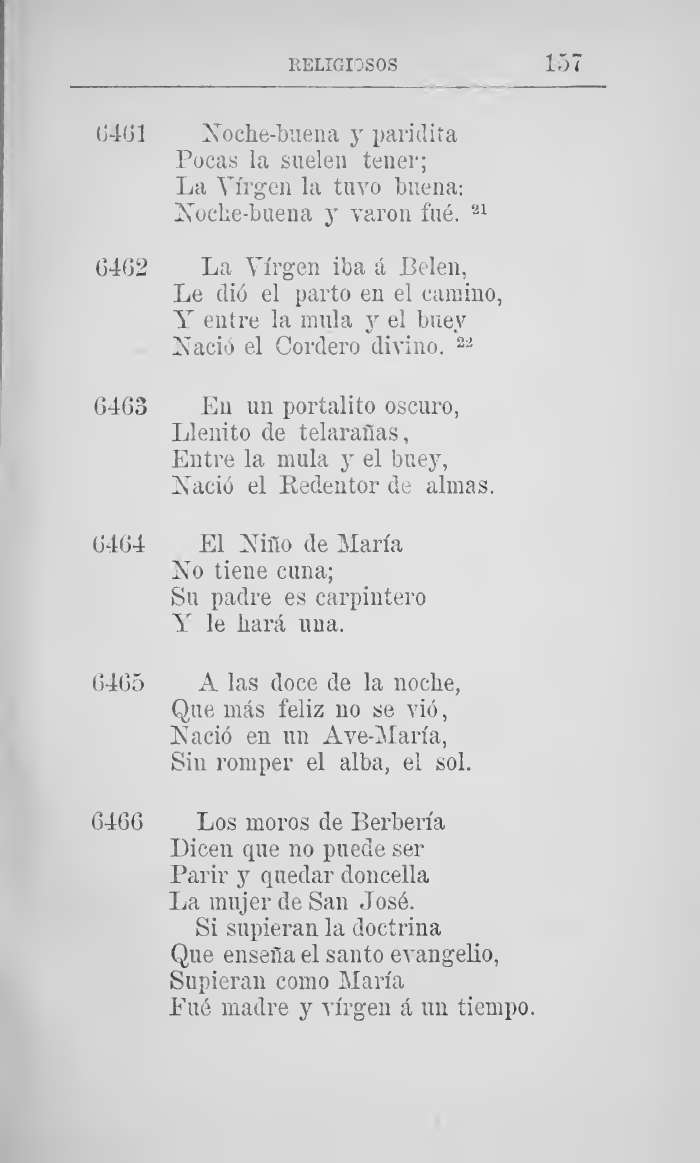 RELIGIOSOS 157
6461 Noche-buena y paridita
Pocas la suelen tener;
La Vírgen la tuvo buena:
Noche-buena y varon fué. 21
6462 La Vírgen iba á Belen,
Le dió el parto en el camino,
Y entre la mula y el buey
Nació el Cordero divino. 22
6463 En un portalito oscuro,
Llenito de telarañas,
Entre la mula y el buey,
Nació el Redentor de almas.
6464 El Niño de María
No tiene cuna;
Su padre es carpintero
Y le hará una.
6465 A las doce de la noche,
Que más feliz no se vió,
Nació en un Ave-María,
Sin romper el alba, el sol.
6466 Los moros de Berbería
Dicen que no puede ser
Parir y quedar doncella
La mujer de San José.
Si supieran la doctrina
Que enseña el santo evangelio,
Supieran como María
Fué madre y vírgen á un tiempo.